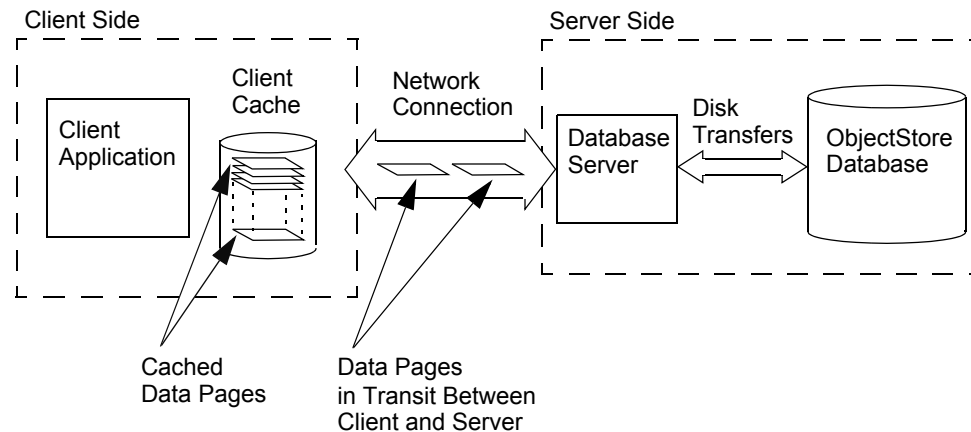 Client Side
Server Side
Client
Cache
Network
Connection
Client
Application
Database
Server
Disk
Transfers
ObjectStore
Database
Cached
Data Pages
Data Pages
in Transit Between
Client and Server